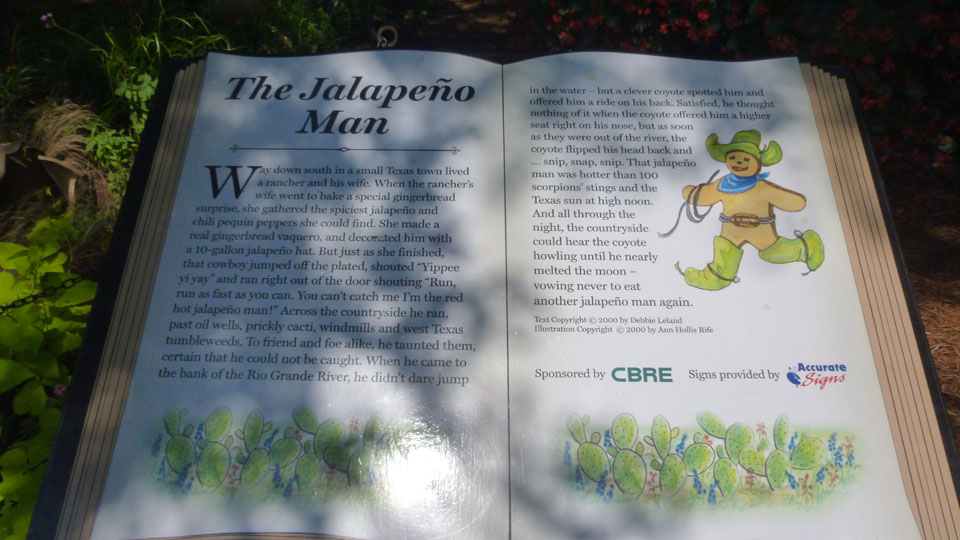 The Jalapeño
Man
Way down south in a small Texas town lived
a rancher and his wife. When the rancher's
wife went to bake a special gingerbread
surprise, she gathered the spiciest jalapeño and
chili pequin peppers she could find. She made a
real gingerbread vaquero, and decorated him with
a 10-gallon jalapeño hat. But just as she finished,
that cowboy jumped off the plated, shouted "Yippee
yi yay" and ran right out of the door shouting "Run,
run as fast as you can. You can't catch me I'm the red
hot jalapeño man!" Across the countryside he ran,
past oil wells, prickly cacti, windmills and west Texas
tumbleweeds. To friend and foe alike, he taunted them,
certain that he could not be caught. When he came to
the bank of the Rio Grande River, he didn't dare jump
in the water – but a clever coyote spotted him and
offered him a ride on his back. Satisfied, he thought
nothing of it when the coyote offered him a higher
seat right on his nose, but as soon
as they were out of the river, the
coyote flipped his head back and
... snip, snap, snip. That jalapeño
man was hotter than 100
scorpions' stings and the
Texas sun at high noon.
And all through the
night, the countryside
could hear the coyote
howling until he nearly
melted the moon –
vowing never to eat
another jalapeño man again.
Text Copyright © 2000 by Debbie Leland
Illustration Copyright © 2000 by Ann Hollis Rife
Sponsored by CBRE Signs provided by Accurate
Signs